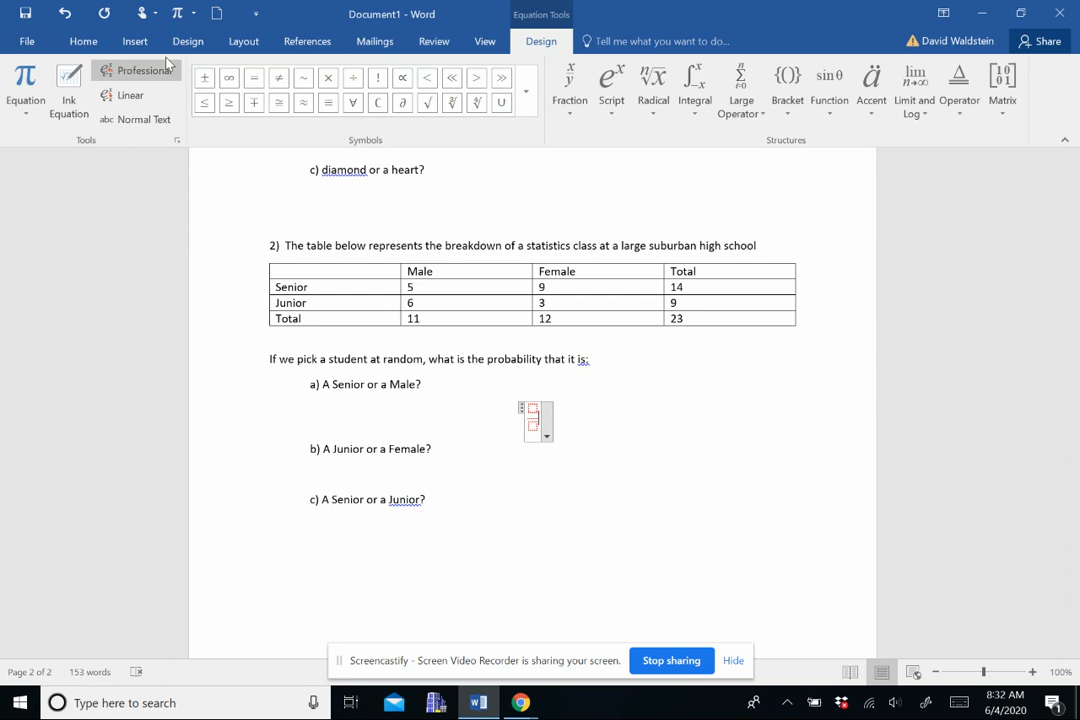 Document1 - Word
Equation Tools
File Home Insert Design Layout References Mailings Review View Design Tell me what you want to do... David Waldstein Share
Equation
Ink Equation
Professional
Linear
abc Normal Text
Tools
± ∞ = ≠ ~ × ÷ ! ∝ < ≪ > ≫
≤ ≥ ∓ ≅ ≈ ≡ ∀ ∁ ∂ √ ∛ ∜ ∪
Symbols
Fraction Script Radical Integral Large Operator Bracket Function Accent Limit and Log Operator Matrix
Structures
c) diamond or a heart?
2) The table below represents the breakdown of a statistics class at a large suburban high school
Male Female Total
Senior 5 9 14
Junior 6 3 9
Total 11 12 23
If we pick a student at random, what is the probability that it is:
a) A Senior or a Male?
b) A Junior or a Female?
c) A Senior or a Junior?
Screencastify - Screen Video Recorder is sharing your screen. Stop sharing Hide
Page 2 of 2 153 words 100%
Type here to search
8:32 AM
6/4/2020
1